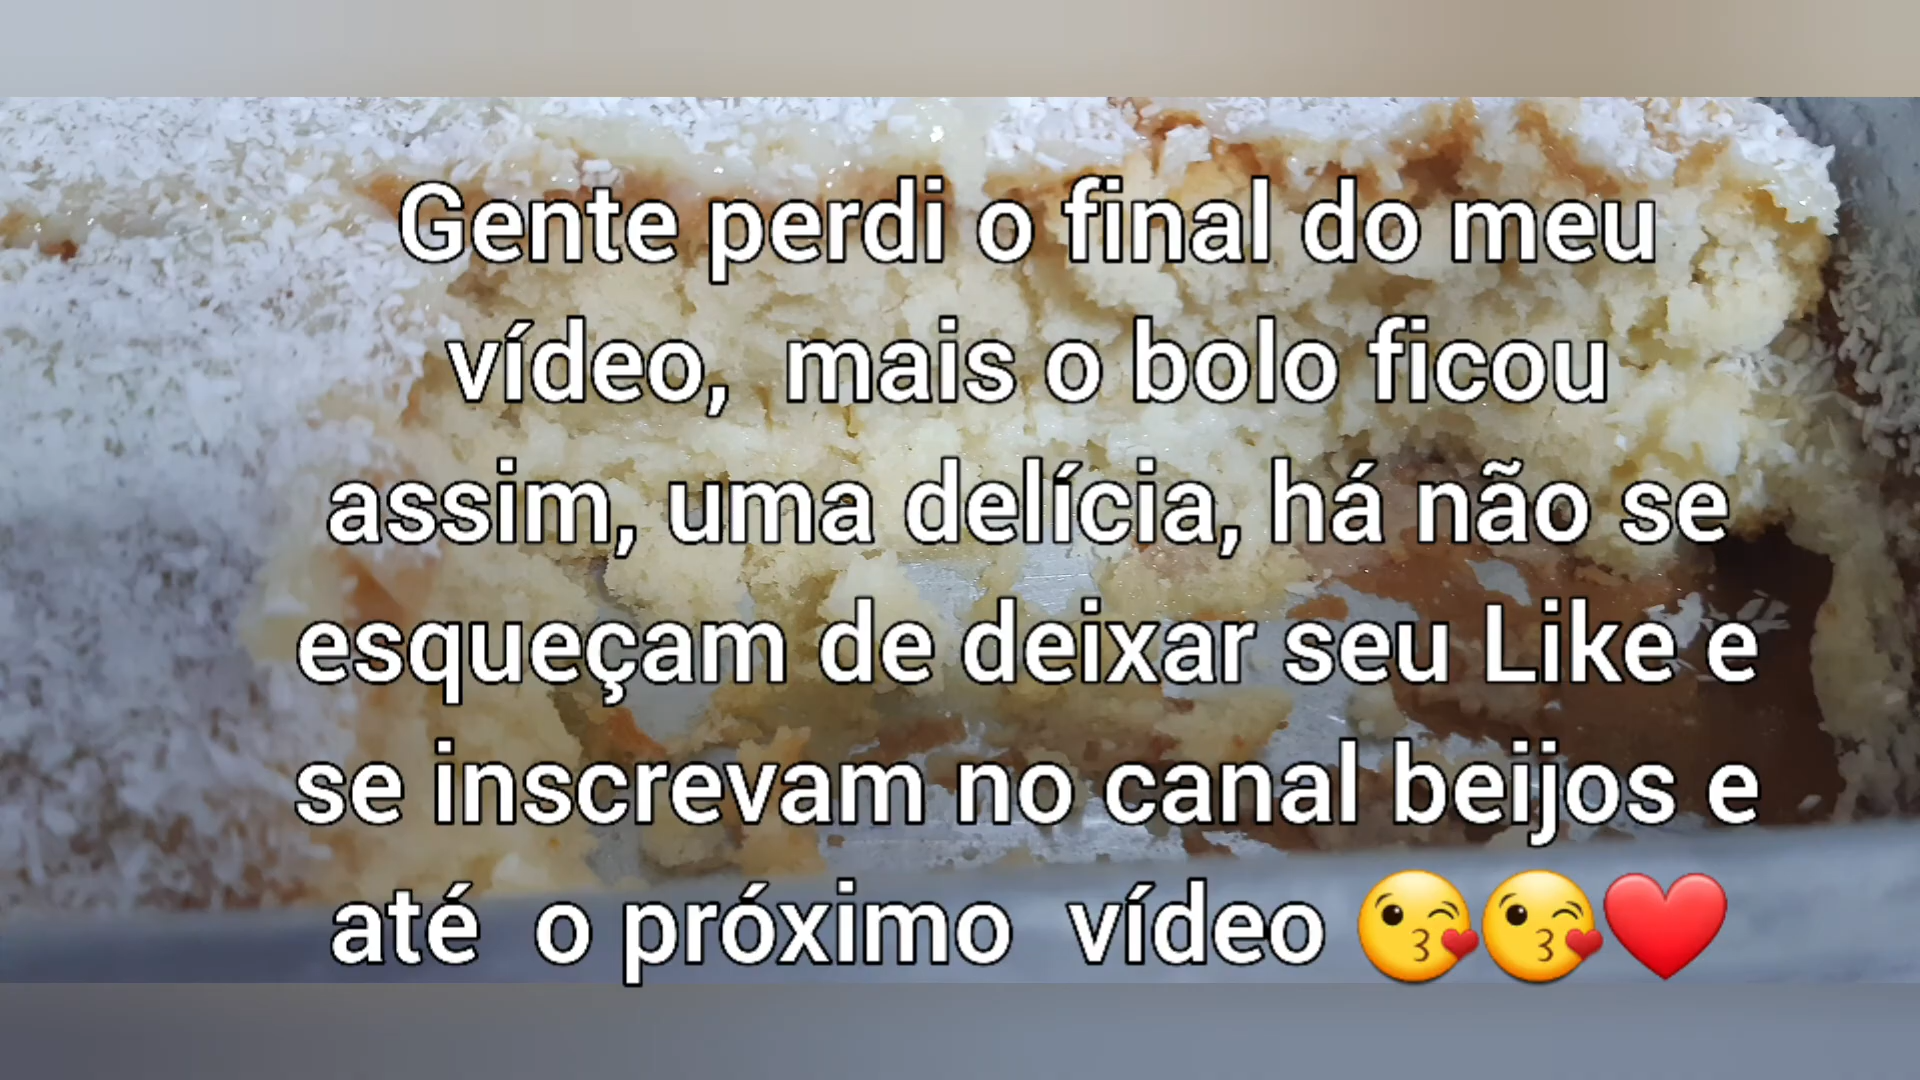 Gente perdi o final do meu
vídeo, mais o bolo ficou
assim, uma delícia, há não se
esqueçam de deixar seu Like e
se inscrevam no canal beijos e
até o próximo vídeo 😘😘❤️